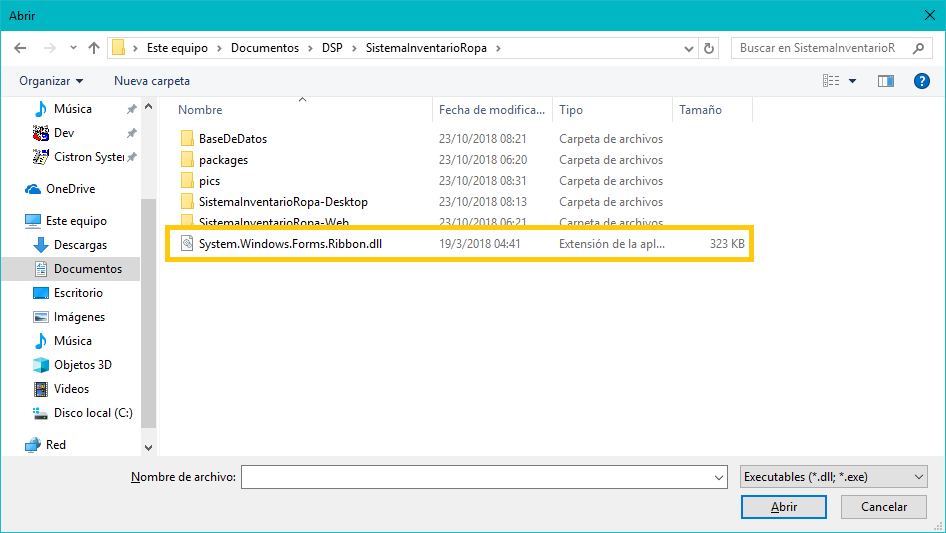 Abrir
Este equipo Documentos DSP SistemaInventarioRopa Buscar en SistemaInventarioR
Organizar Nueva carpeta
Nombre Fecha de modifica... Tipo Tamaño
Música
Dev
Cistron System
OneDrive
Este equipo
Descargas
Documentos
Escritorio
Imágenes
Música
Objetos 3D
Videos
Disco local (C:)
Red
BaseDeDatos 23/10/2018 08:21 Carpeta de archivos
packages 23/10/2018 06:20 Carpeta de archivos
pics 23/10/2018 08:31 Carpeta de archivos
SistemaInventarioRopa-Desktop 23/10/2018 08:13 Carpeta de archivos
SistemaInventarioRopa-Web 23/10/2018 06:21 Carpeta de archivos
System.Windows.Forms.Ribbon.dll 19/3/2018 04:41 Extensión de la apl... 323 KB
Nombre de archivo: Executables (*.dll; *.exe)
Abrir Cancelar